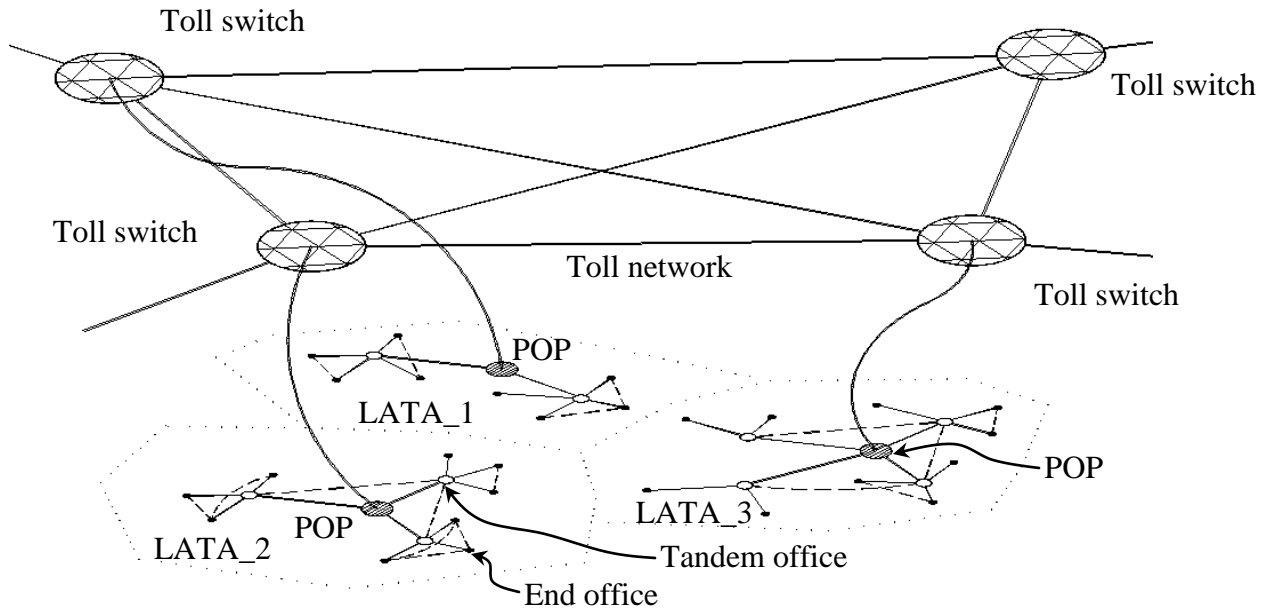 Toll switch
Toll switch
Toll switch
Toll network
Toll switch
POP
LATA_1
POP
POP
LATA_3
LATA_2
Tandem office
End office